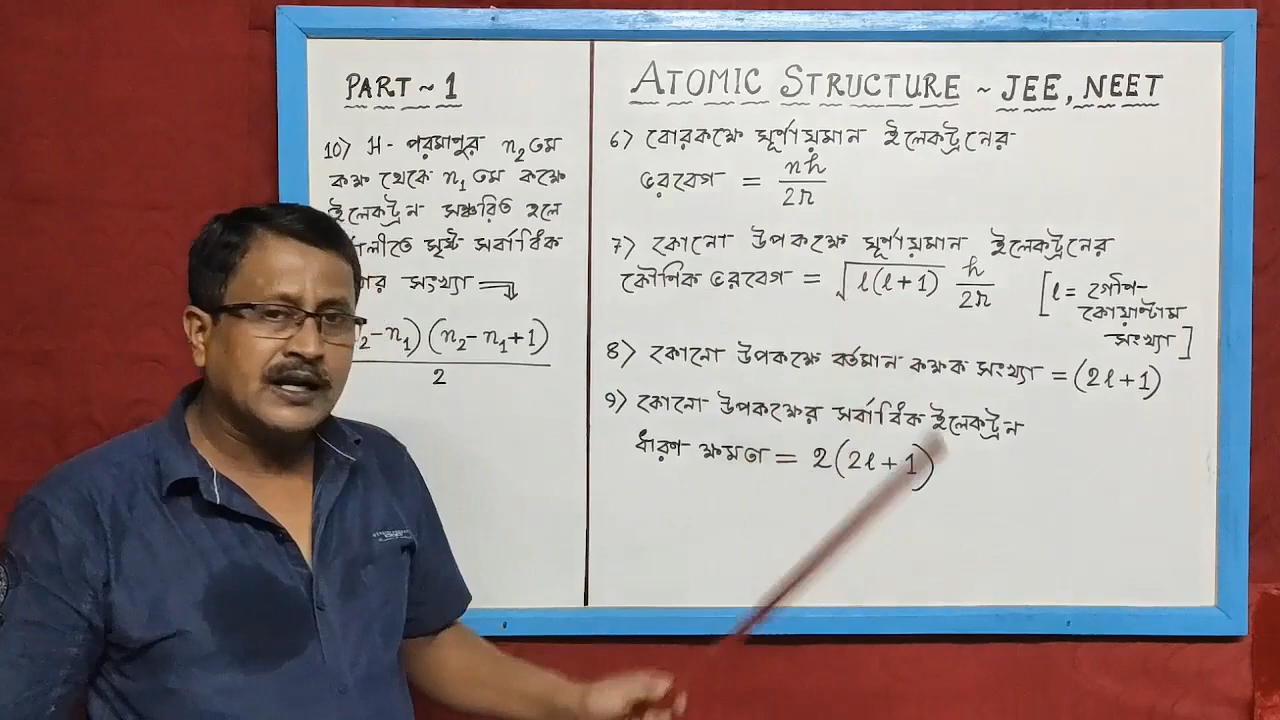 PART ~ 1
10> H- পরমাণুর n₂তম
কক্ষ থেকে n₁ তম কক্ষে
ইলেকট্রন সঞ্চরিত হলে
সৃষ্ট সর্বাধিক
সংখ্যা ⇒
n₁)(n₂-n₁+1)
2
ATOMIC STRUCTURE ~ JEE, NEET
6> বোরকক্ষে ঘূর্ণায়মান ইলেকট্রনের
ভরবেগ = nh/2π
7> কোনো উপকক্ষে ঘূর্ণায়মান ইলেকট্রনের
কৌণিক ভরবেগ = √l(l+1) h/2π [l = গৌণ-
কোয়ান্টাম
সংখ্যা]
8> কোনো উপকক্ষে বর্তমান কক্ষক সংখ্যা = (2l+1)
9> কোনো উপকক্ষের সর্বাধিক ইলেকট্রন
ধারণ ক্ষমতা = 2(2l+1)